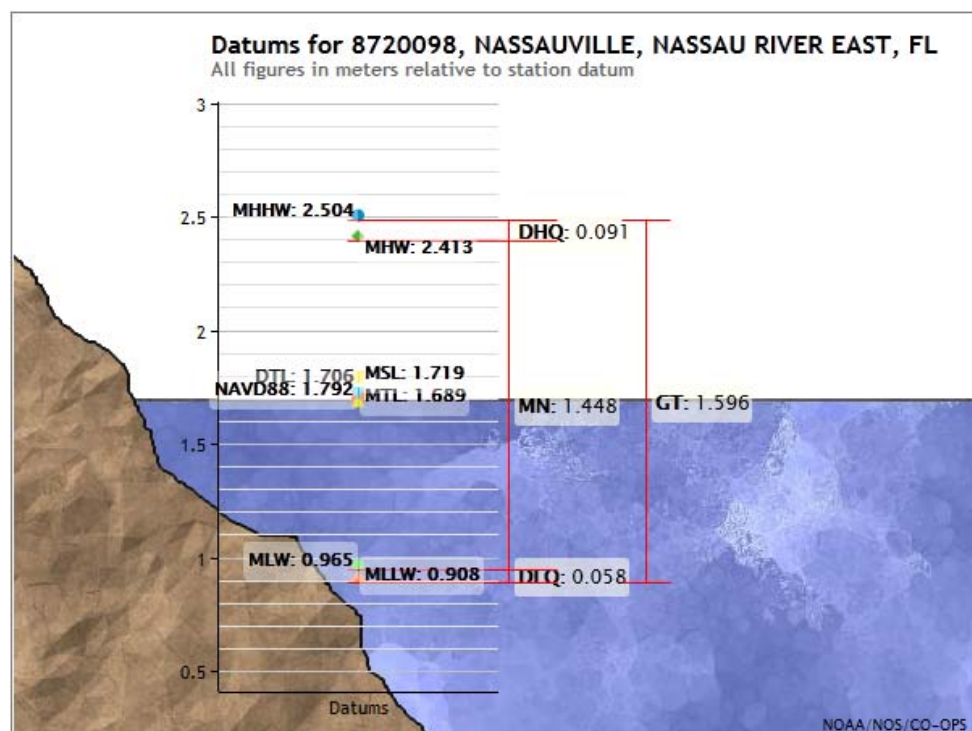 Datums for 8720098, NASSAUVILLE, NASSAU RIVER EAST, FL
All figures in meters relative to station datum
3
2.5
MHHW: 2.504
DHQ: 0.091
MHW: 2.413
2
DTL: 1.706
MSL: 1.719
NAVD88: 1.792
MTL: 1.689
MN: 1.448
GT: 1.596
1.5
1
MLW: 0.965
MLLW: 0.908
DLQ: 0.058
0.5
Datums
NOAA/NOS/CO-OPS